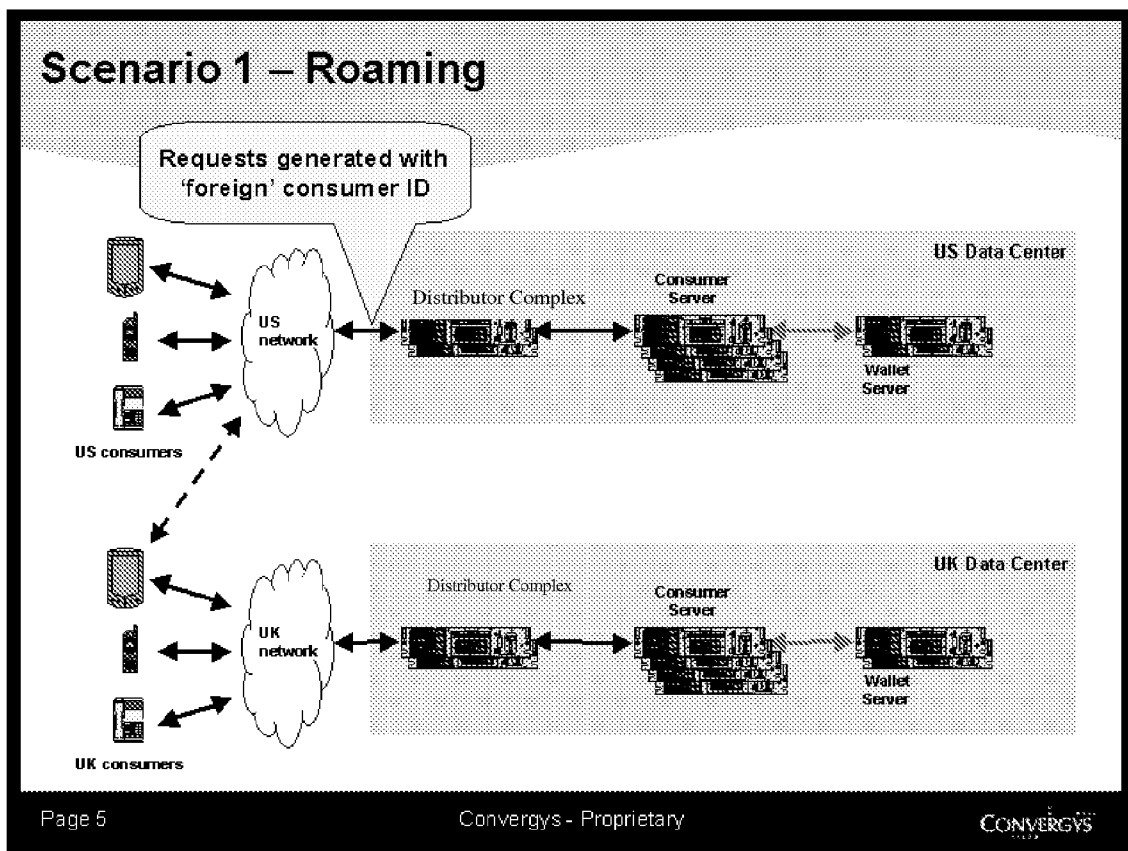 Scenario 1 – Roaming
Requests generated with
‘foreign’ consumer ID
US Data Center
Consumer
Server
Distributor Complex
US
network
Wallet
Server
US consumers
UK Data Center
Distributor Complex
Consumer
Server
UK
network
Wallet
Server
UK consumers
Page 5
Convergys - Proprietary
CONVERGYS